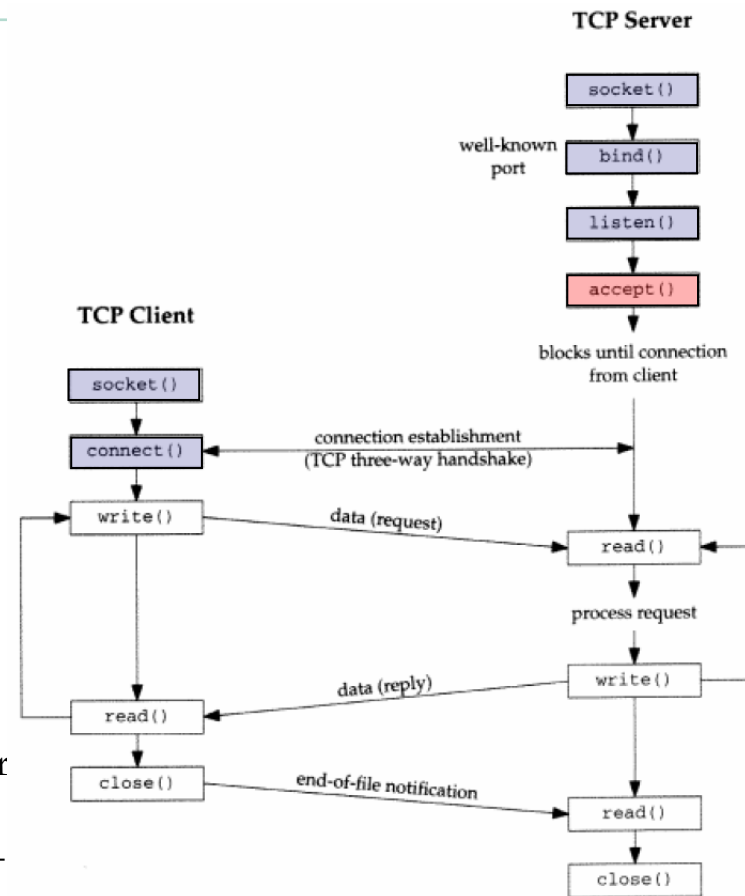 TCP Server
socket()
well-known
port
bind()
listen()
accept()
blocks until connection
from client
TCP Client
socket()
connect()
connection establishment
(TCP three-way handshake)
write()
data (request)
read()
process request
write()
data (reply)
read()
close()
end-of-file notification
read()
close()